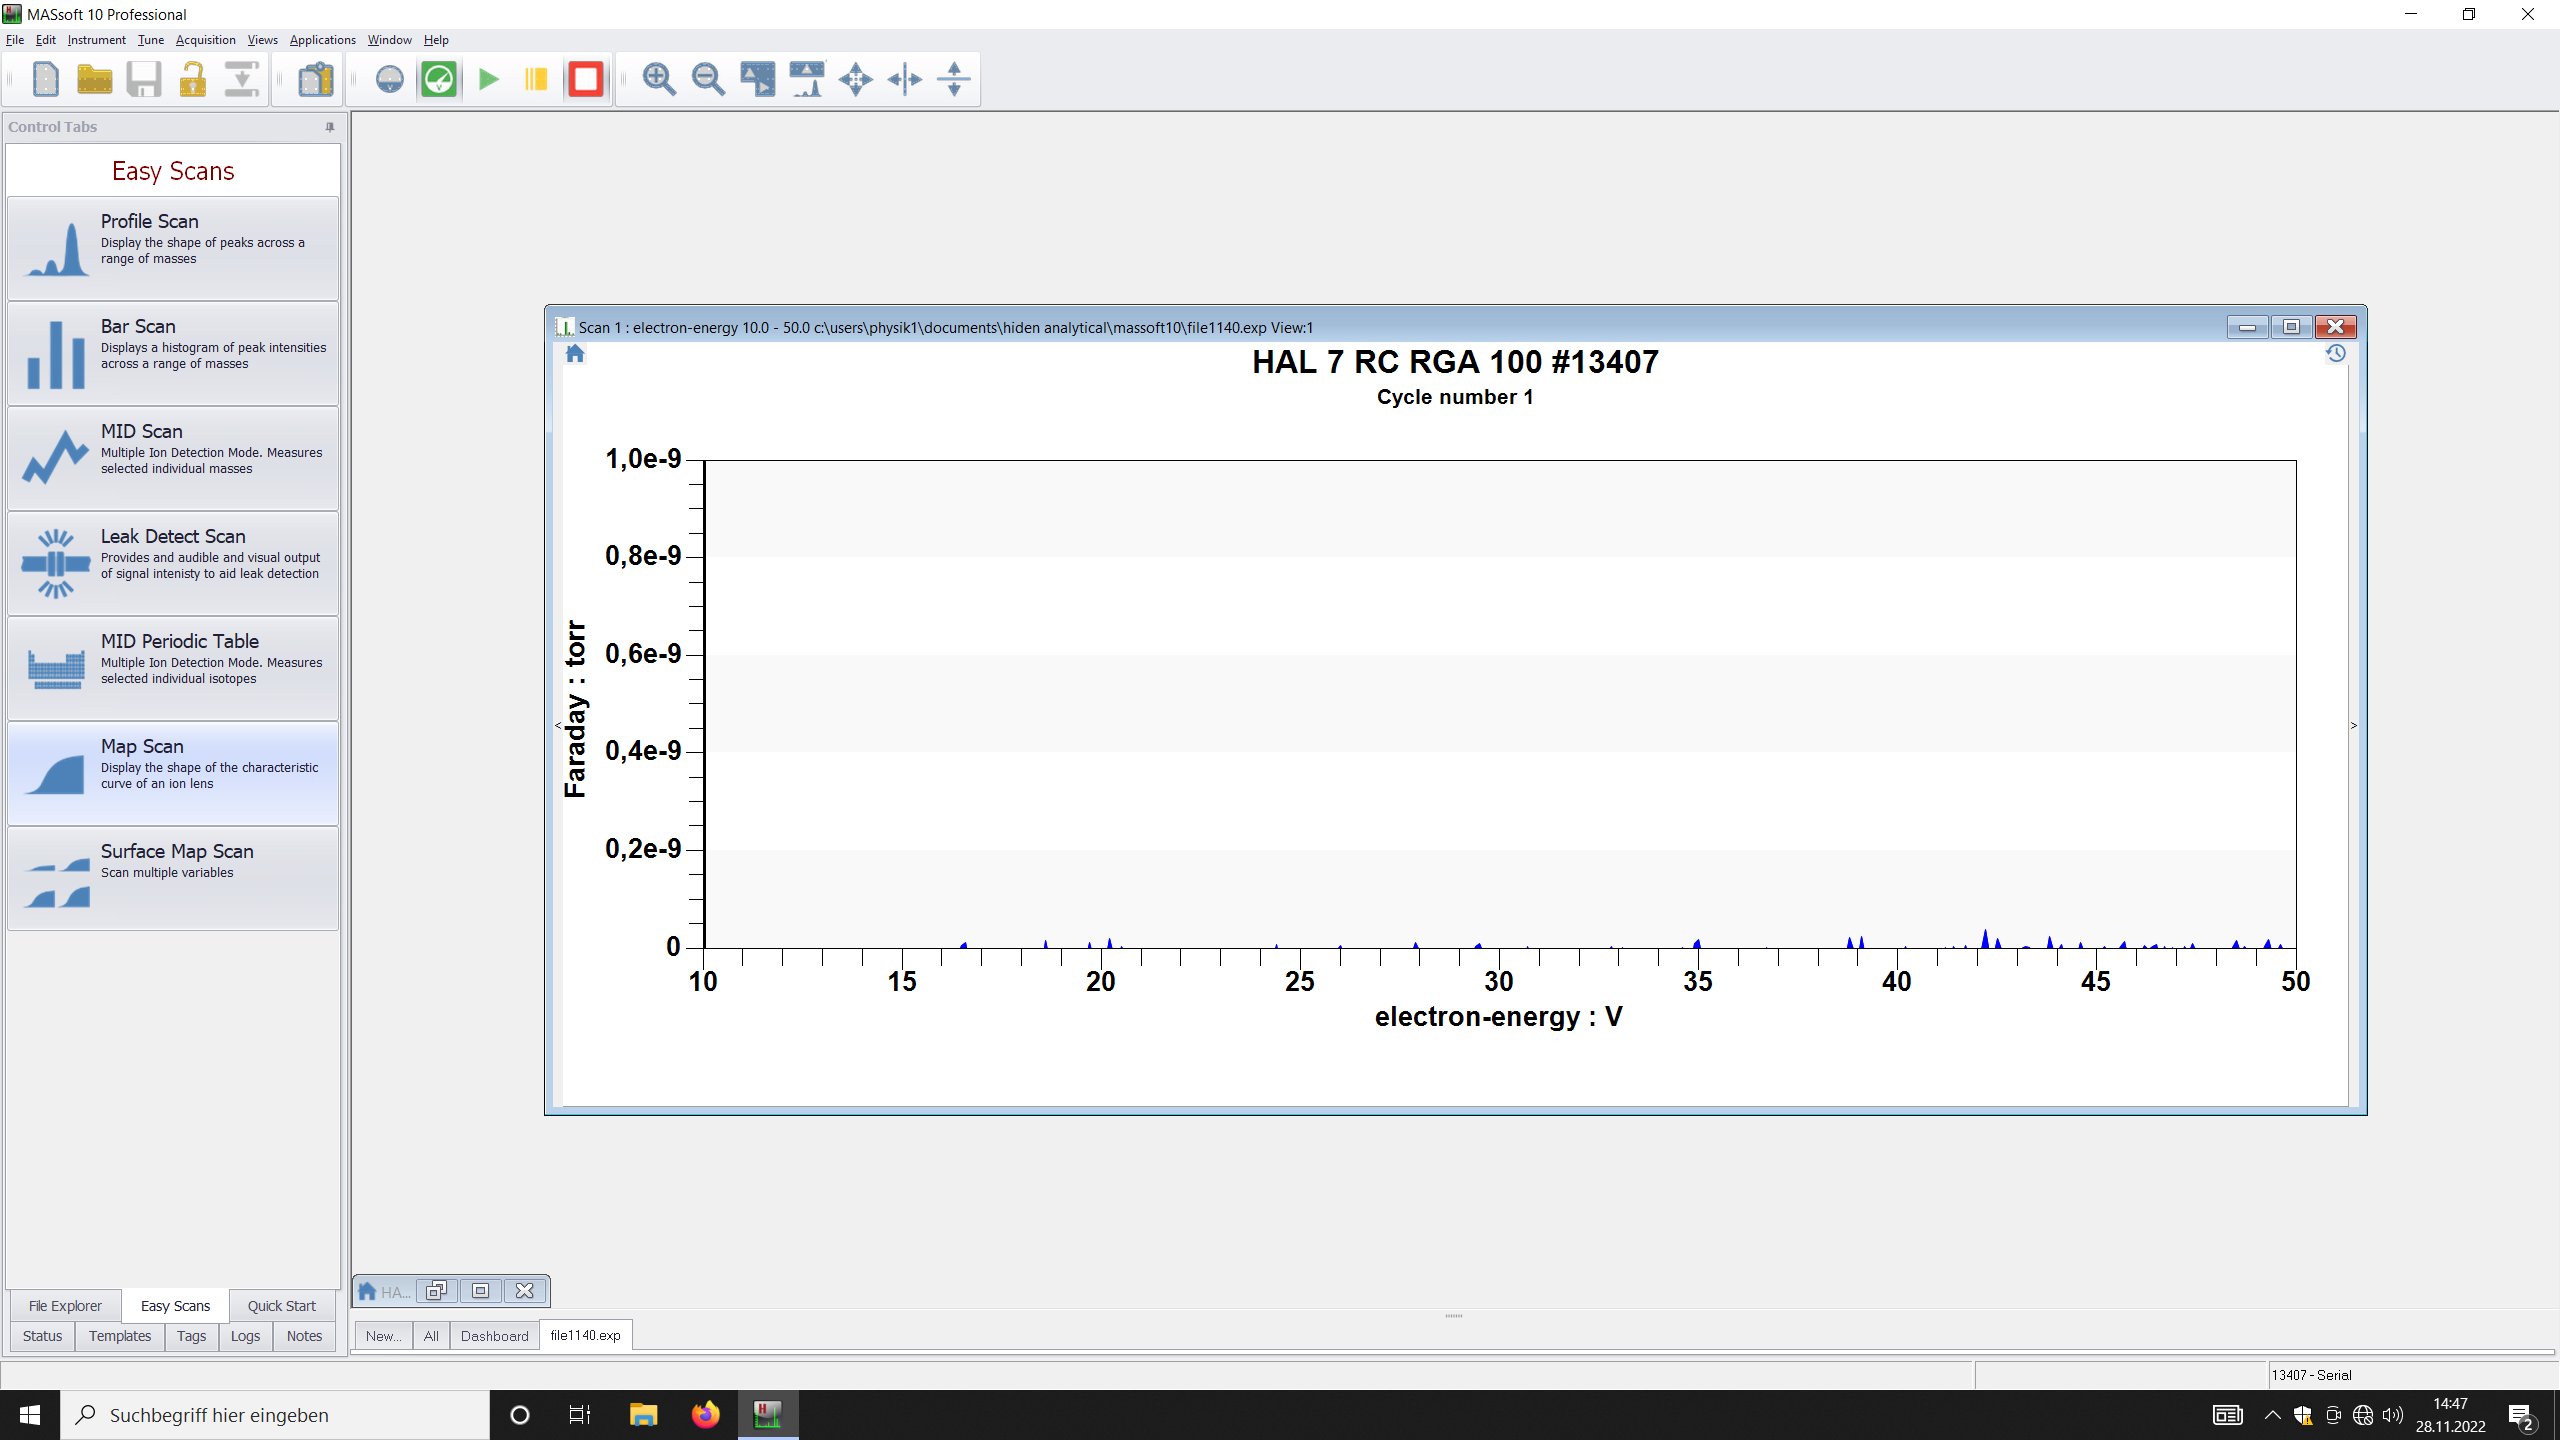 MASsoft 10 Professional
File Edit Instrument Tune Acquisition Views Applications Window Help
Control Tabs
Easy Scans
Profile Scan
Display the shape of peaks across a
range of masses
Bar Scan
Displays a histogram of peak intensities
across a range of masses
MID Scan
Multiple Ion Detection Mode. Measures
selected individual masses
Leak Detect Scan
Provides and audible and visual output
of signal intenisty to aid leak detection
MID Periodic Table
Multiple Ion Detection Mode. Measures
selected individual isotopes
Map Scan
Display the shape of the characteristic
curve of an ion lens
Surface Map Scan
Scan multiple variables
File Explorer Easy Scans Quick Start
Status Templates Tags Logs Notes
Scan 1 : electron-energy 10.0 - 50.0 c:\users\physik1\documents\hiden analytical\massoft10\file1140.exp View:1
HAL 7 RC RGA 100 #13407
Cycle number 1
Faraday : torr
1,0e-9
0,8e-9
0,6e-9
0,4e-9
0,2e-9
0
10 15 20 25 30 35 40 45 50
electron-energy : V
< >
HA...
New... All Dashboard file1140.exp
13407 - Serial
Suchbegriff hier eingeben
14:47
28.11.2022
2